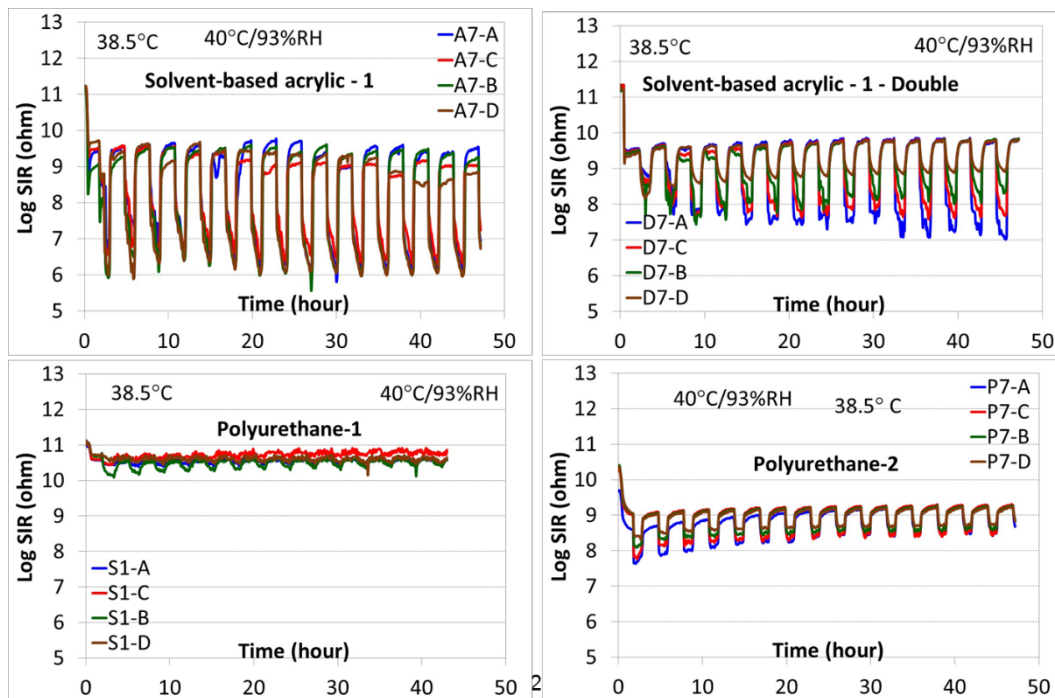 13
12
11
10
9
8
7
6
5
Log SIR (ohm)
38.5°C
40°C/93%RH
Solvent-based acrylic - 1
A7-A
A7-C
A7-B
A7-D
Time (hour)
0 10 20 30 40 50
13
12
11
10
9
8
7
6
5
Log SIR (ohm)
38.5°C
40°C/93%RH
Solvent-based acrylic - 1 - Double
D7-A
D7-C
D7-B
D7-D
Time (hour)
0 10 20 30 40 50
13
12
11
10
9
8
7
6
5
Log SIR (ohm)
38.5°C
40°C/93%RH
Polyurethane-1
S1-A
S1-C
S1-B
S1-D
Time (hour)
0 10 20 30 40 50
13
12
11
10
9
8
7
6
5
Log SIR (ohm)
40°C/93%RH
38.5° C
Polyurethane-2
P7-A
P7-C
P7-B
P7-D
Time (hour)
0 10 20 30 40 50
2